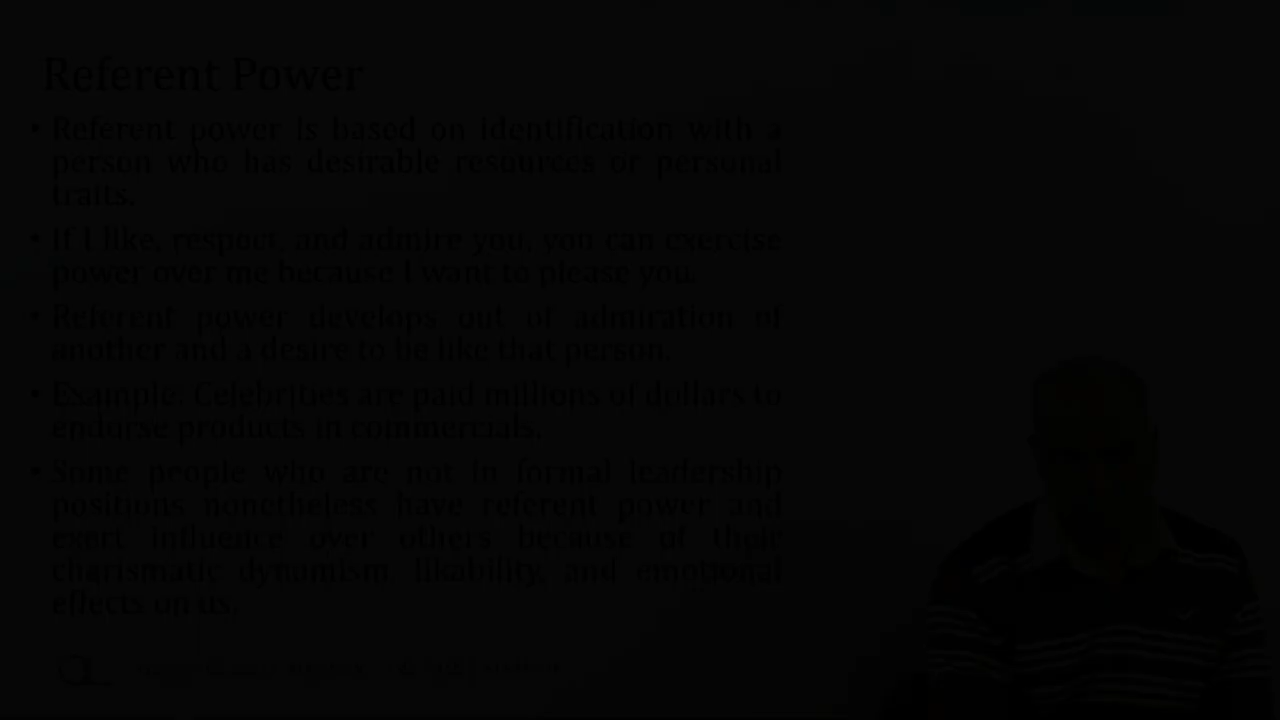 Referent Power
• Referent power is based on identification with a
person who has desirable resources or personal
traits.
• If I like, respect, and admire you, you can exercise
power over me because I want to please you.
• Referent power develops out of admiration of
another and a desire to be like that person.
• Example: Celebrities are paid millions of dollars to
endorse products in commercials.
• Some people who are not in formal leadership
positions nonetheless have referent power and
exert influence over others because of their
charismatic dynamism, likability, and emotional
effects on us.